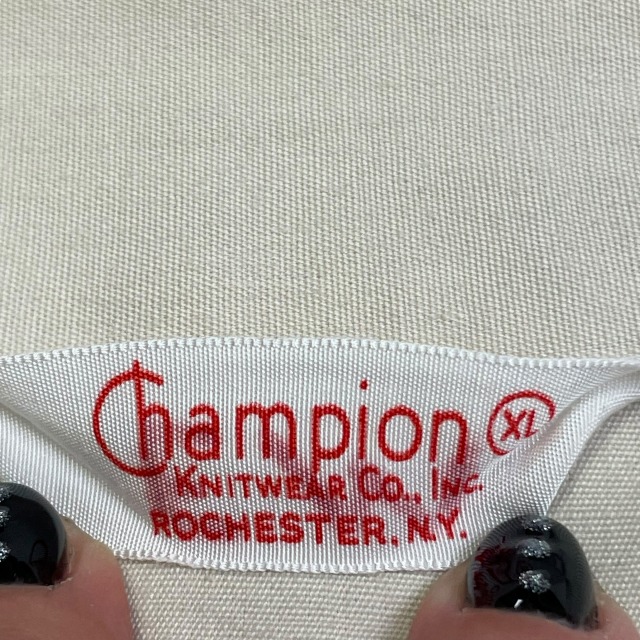 Champion XL
KNITWEAR CO., INC.
ROCHESTER, N.Y.